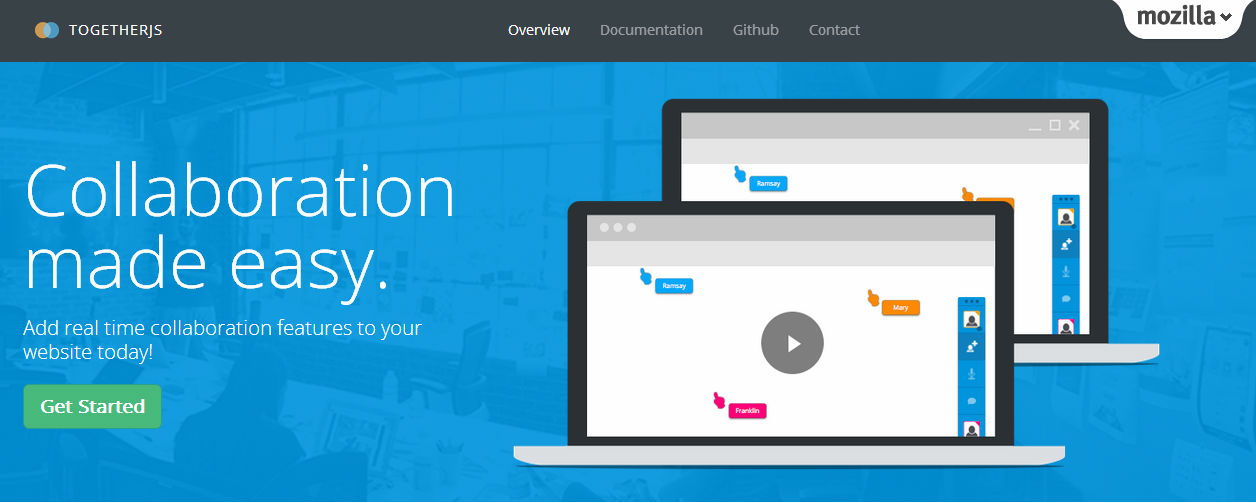 TOGETHERJS
Overview
Documentation
Github
Contact
mozilla
Collaboration
made easy.
Add real time collaboration features to your
website today!
Get Started
Ramsay
Ramsay
Mary
Franklin